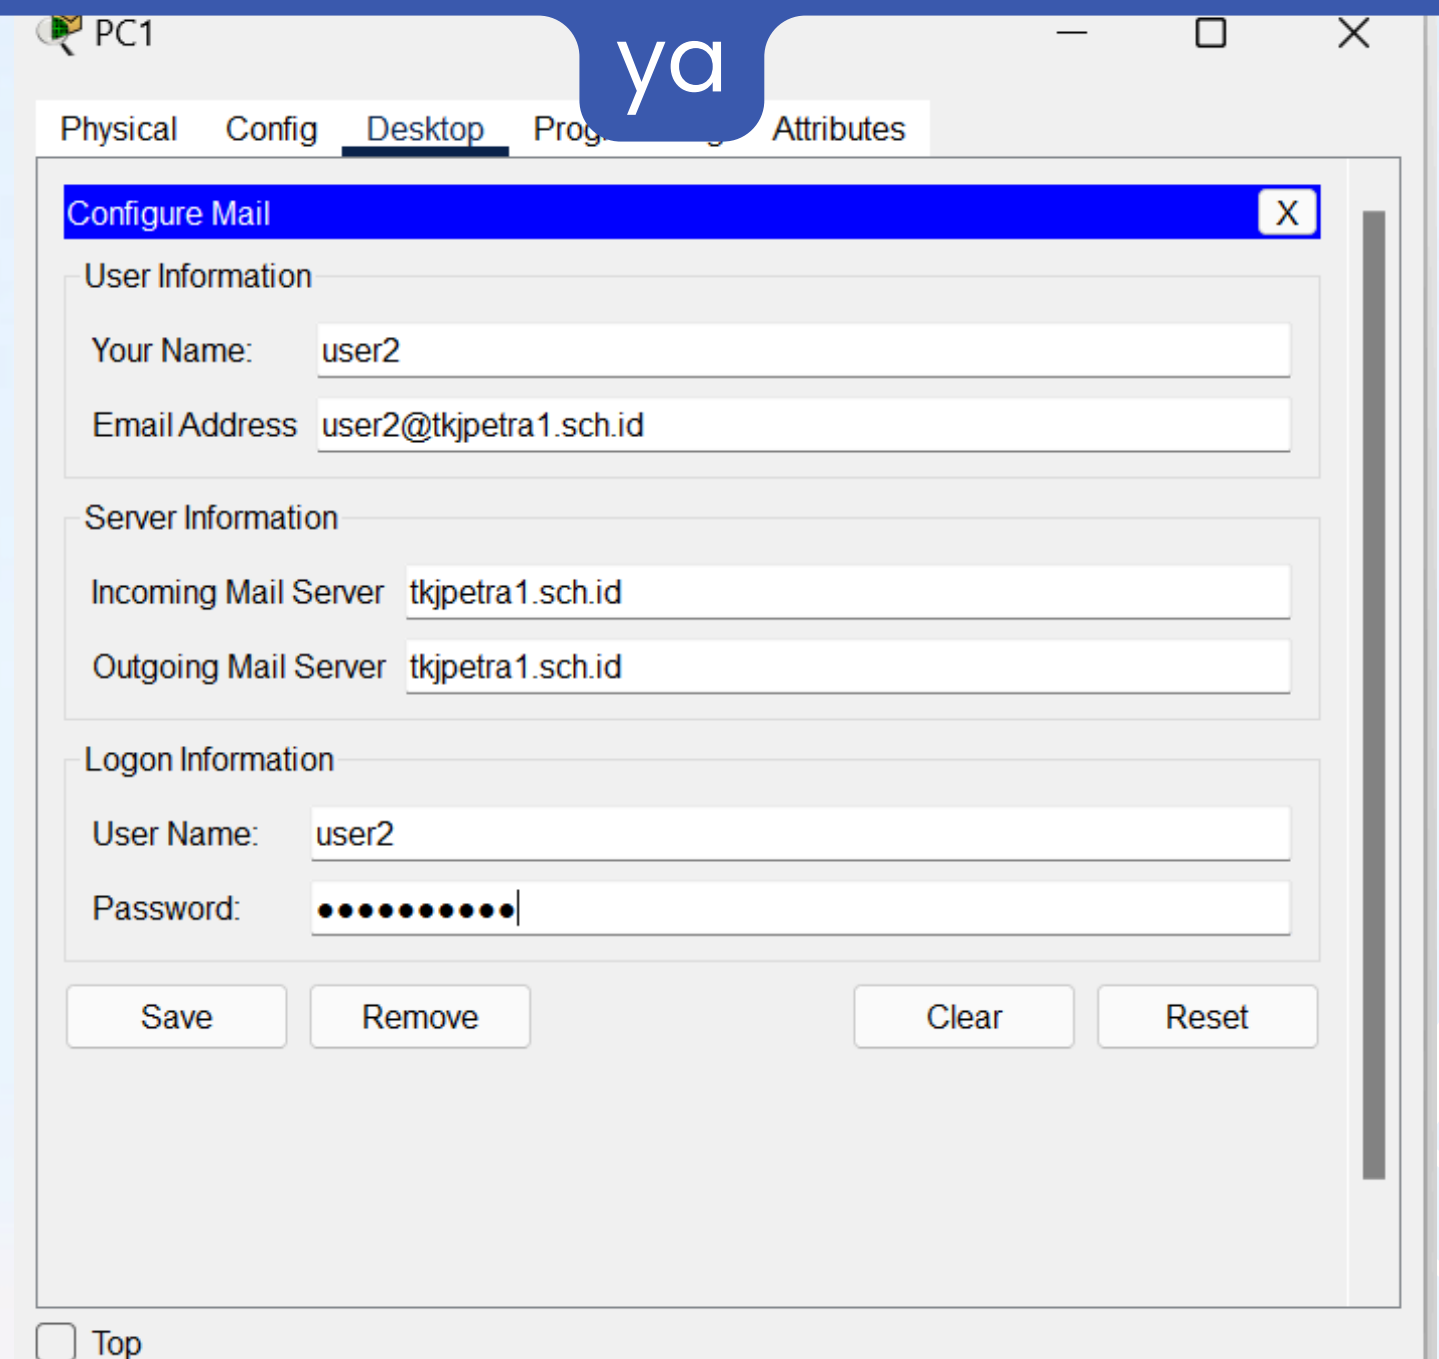 ya
PC1
Physical Config Desktop Attributes
Configure Mail X
User Information
Your Name: user2
Email Address user2@tkjpetra1.sch.id
Server Information
Incoming Mail Server tkjpetra1.sch.id
Outgoing Mail Server tkjpetra1.sch.id
Logon Information
User Name: user2
Password: ●●●●●●●●●●
Save Remove Clear Reset
Top